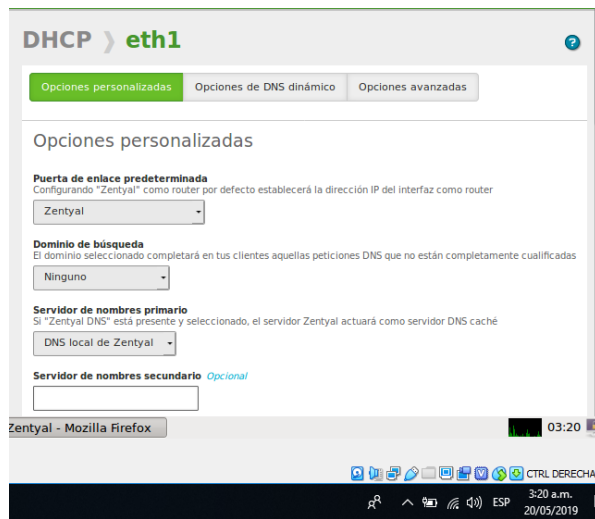 DHCP 》 eth1
Opciones personalizadas Opciones de DNS dinámico Opciones avanzadas
Opciones personalizadas
Puerta de enlace predeterminada
Configurando "Zentyal" como router por defecto establecerá la dirección IP del interfaz como router
Zentyal
Dominio de búsqueda
El dominio seleccionado completará en tus clientes aquellas peticiones DNS que no están completamente cualificadas
Ninguno
Servidor de nombres primario
Si "Zentyal DNS" está presente y seleccionado, el servidor Zentyal actuará como servidor DNS caché
DNS local de Zentyal
Servidor de nombres secundario Opcional
Zentyal - Mozilla Firefox 03:20
CTRL DERECHA
ESP 3:20 a.m.
20/05/2019